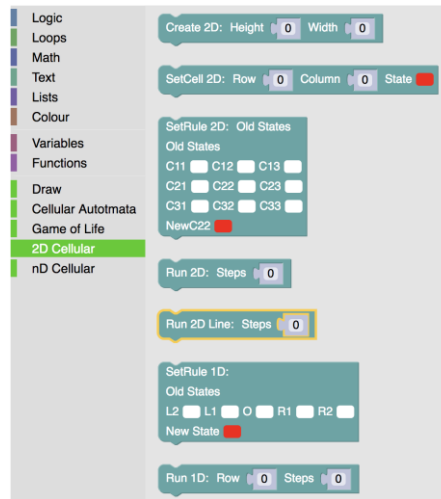 Logic
Loops
Math
Text
Lists
Colour
Variables
Functions
Draw
Cellular Autotmata
Game of Life
2D Cellular
nD Cellular
Create 2D: Height 0 Width 0
SetCell 2D: Row 0 Column 0 State
SetRule 2D: Old States
Old States
C11 C12 C13
C21 C22 C23
C31 C32 C33
NewC22
Run 2D: Steps 0
Run 2D Line: Steps 0
SetRule 1D:
Old States
L2 L1 O R1 R2
New State
Run 1D: Row 0 Steps 0